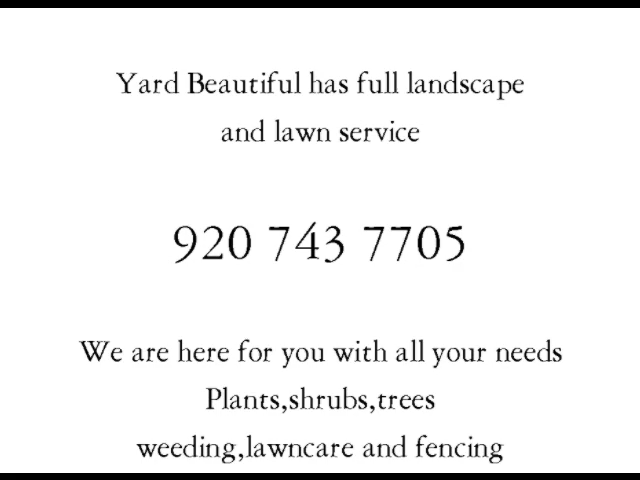 Yard Beautiful has full landscape
and lawn service
920 743 7705
We are here for you with all your needs
Plants,shrubs,trees
weeding,lawncare and fencing